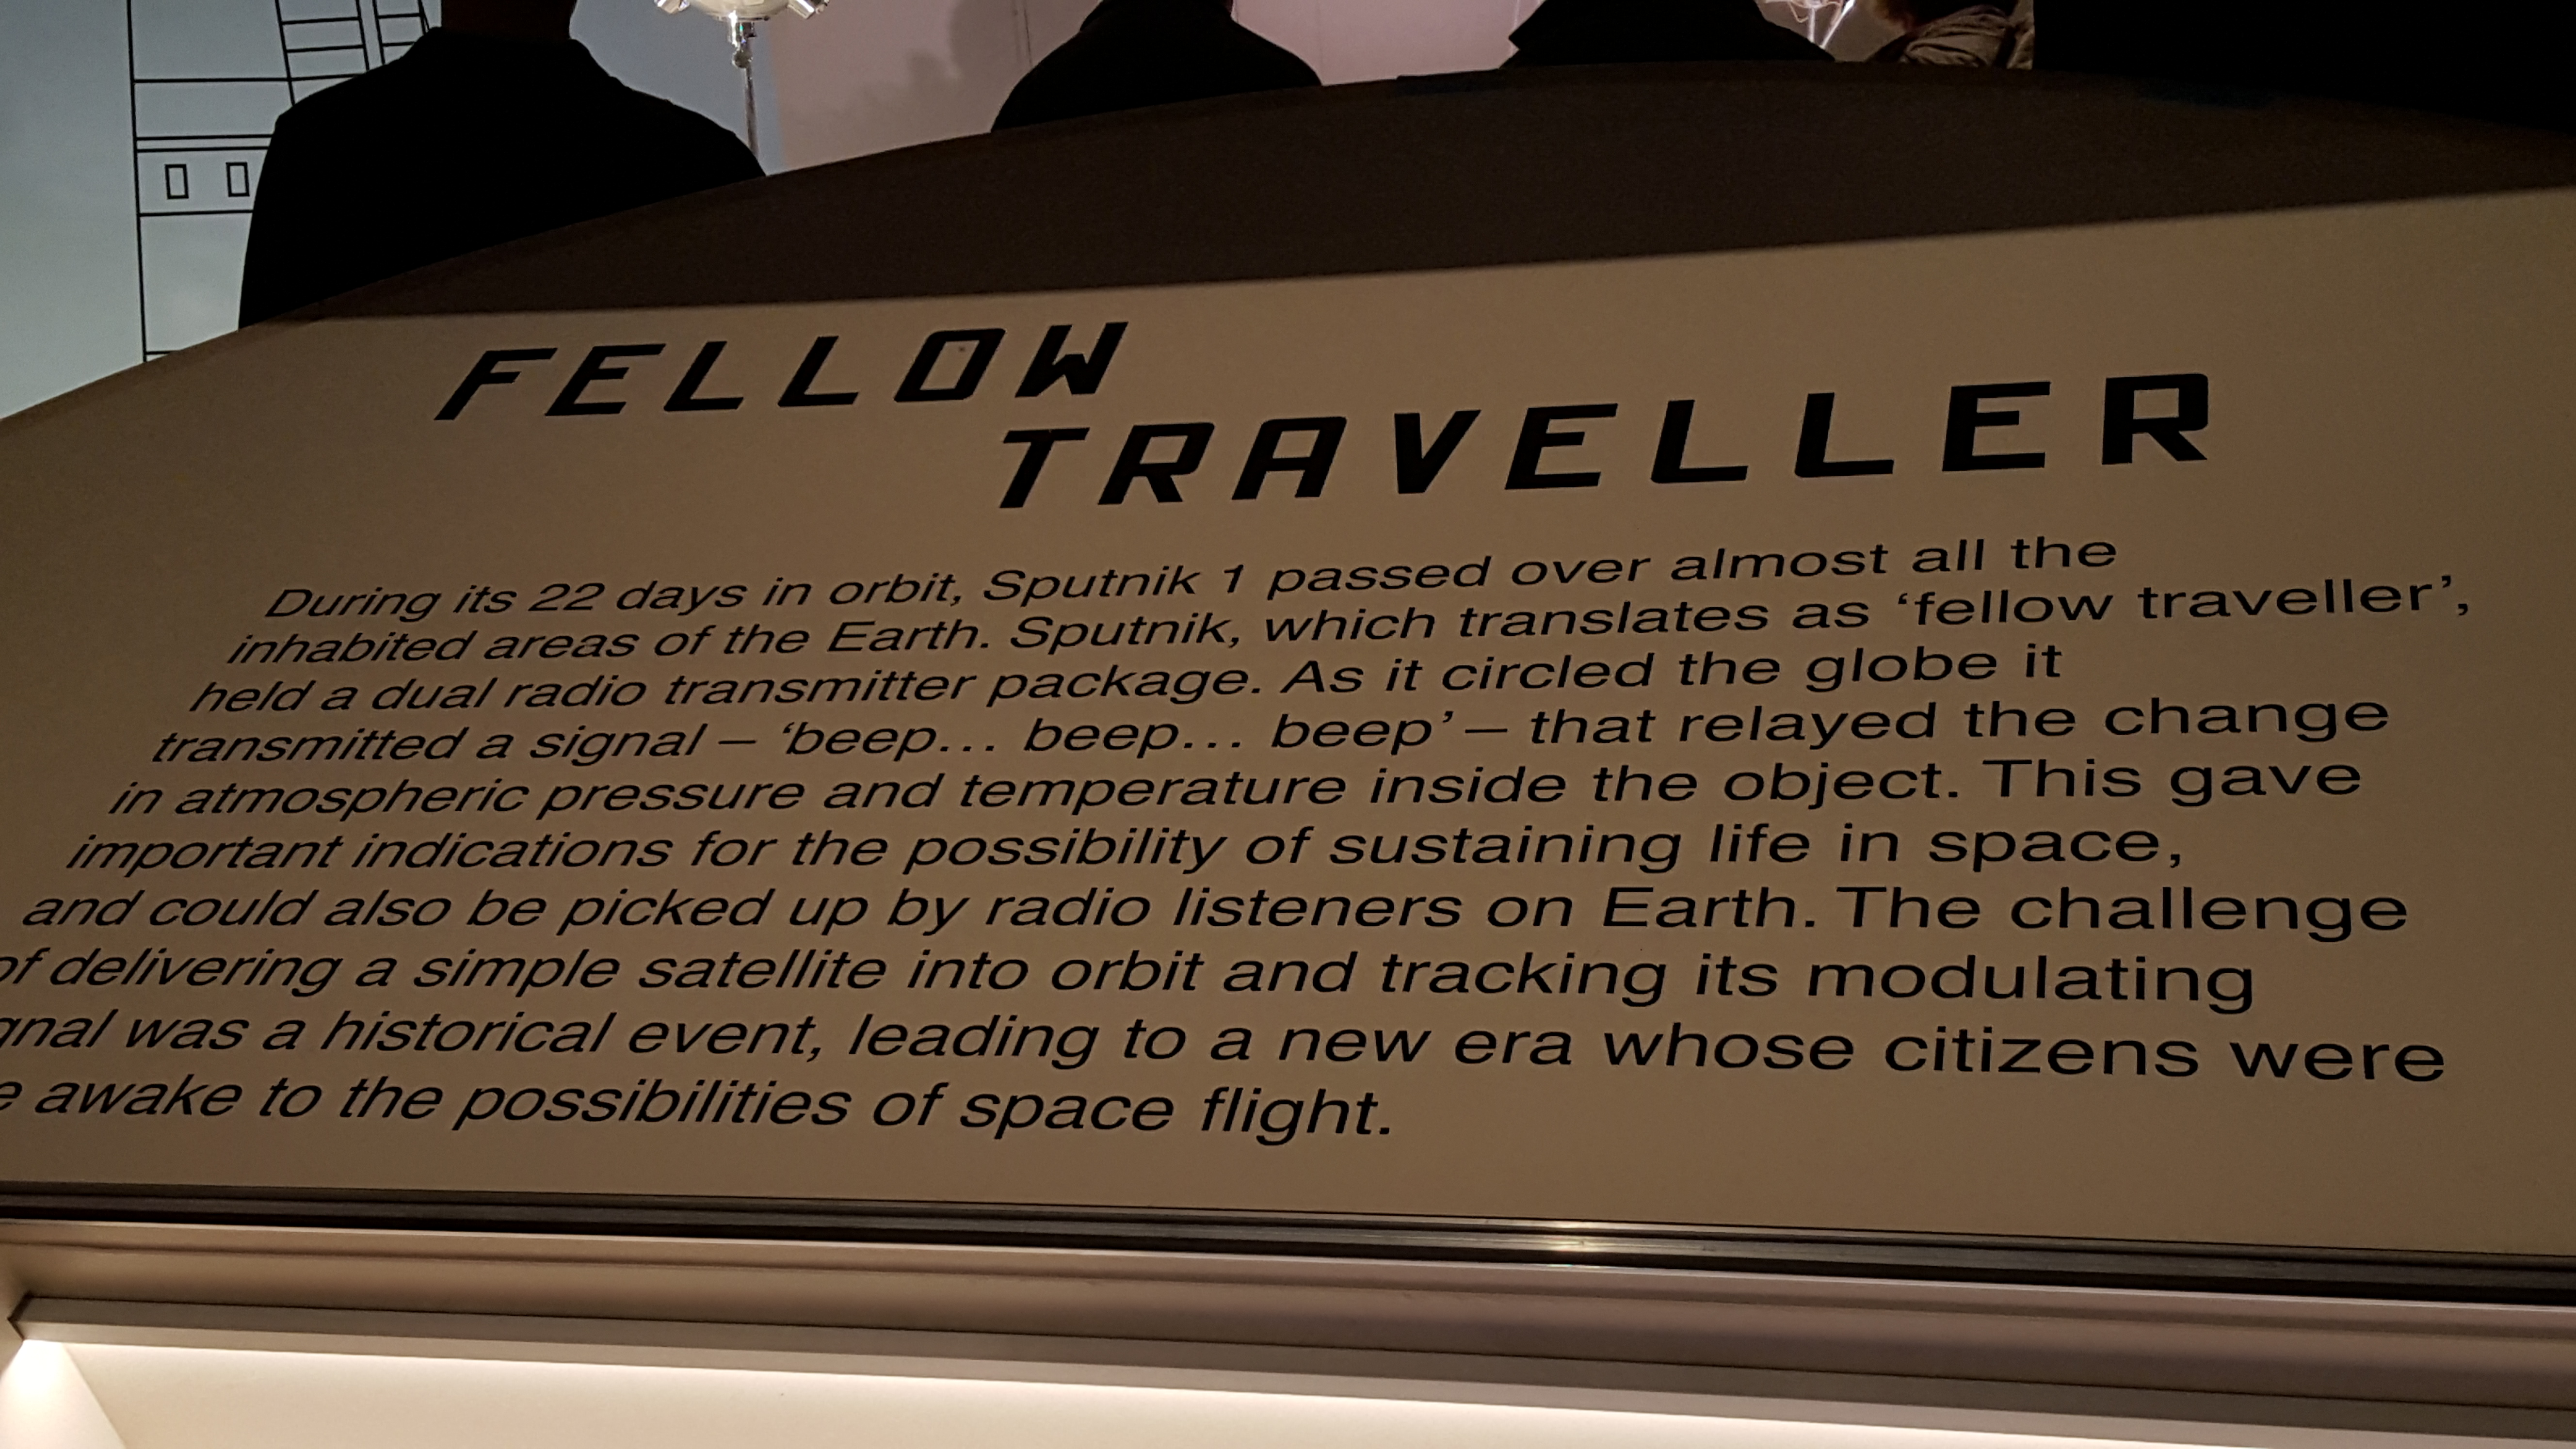 FELLOW
TRAVELLER
During its 22 days in orbit, Sputnik 1 passed over almost all the
inhabited areas of the Earth. Sputnik, which translates as ‘fellow traveller’,
held a dual radio transmitter package. As it circled the globe it
transmitted a signal – ‘beep… beep… beep’ – that relayed the change
in atmospheric pressure and temperature inside the object. This gave
important indications for the possibility of sustaining life in space,
and could also be picked up by radio listeners on Earth. The challenge
of delivering a simple satellite into orbit and tracking its modulating
gnal was a historical event, leading to a new era whose citizens were
e awake to the possibilities of space flight.